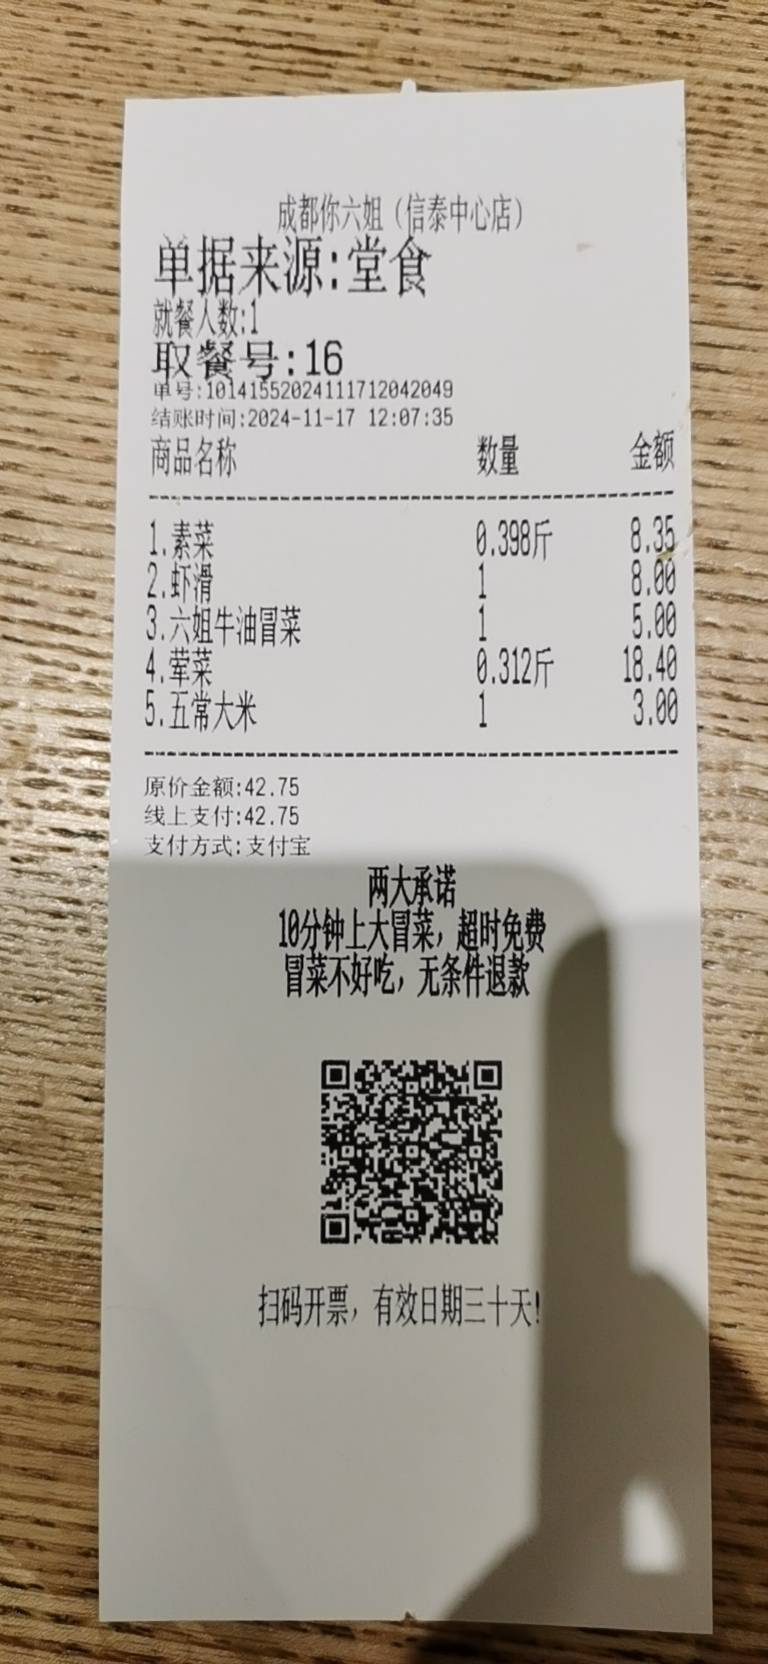 成都你六姐（信泰中心店）
单据来源:堂食
就餐人数:1
取餐号:16
单号:10141552024111712042049
结账时间:2024-11-17 12:07:35
商品名称 数量 金额
1.素菜 0.398斤 8.35
2.虾滑 1 8.00
3.六姐牛油冒菜 1 5.00
4.荤菜 0.312斤 18.40
5.五常大米 1 3.00
原价金额:42.75
线上支付:42.75
支付方式:支付宝
两大承诺
10分钟上大冒菜，超时免费
冒菜不好吃，无条件退款
扫码开票，有效日期三十天!